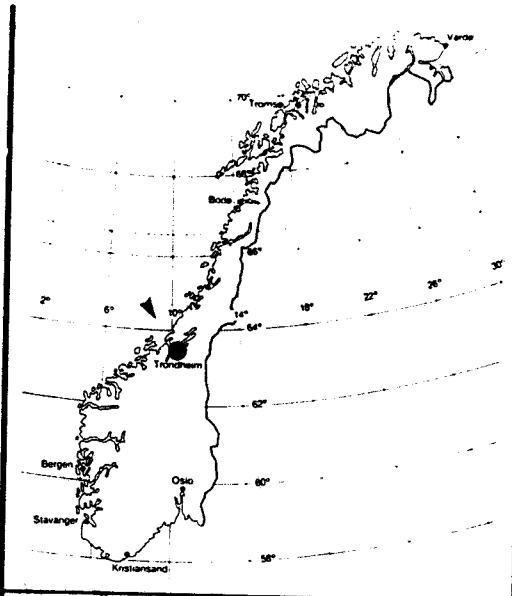 Vardø
70°
Tromsø
68°
Bodø
66°
30°
26°
22°
18°
14°
10°
6°
2°
64°
Trondheim
62°
Bergen
Oslo
60°
Stavanger
58°
Kristiansand